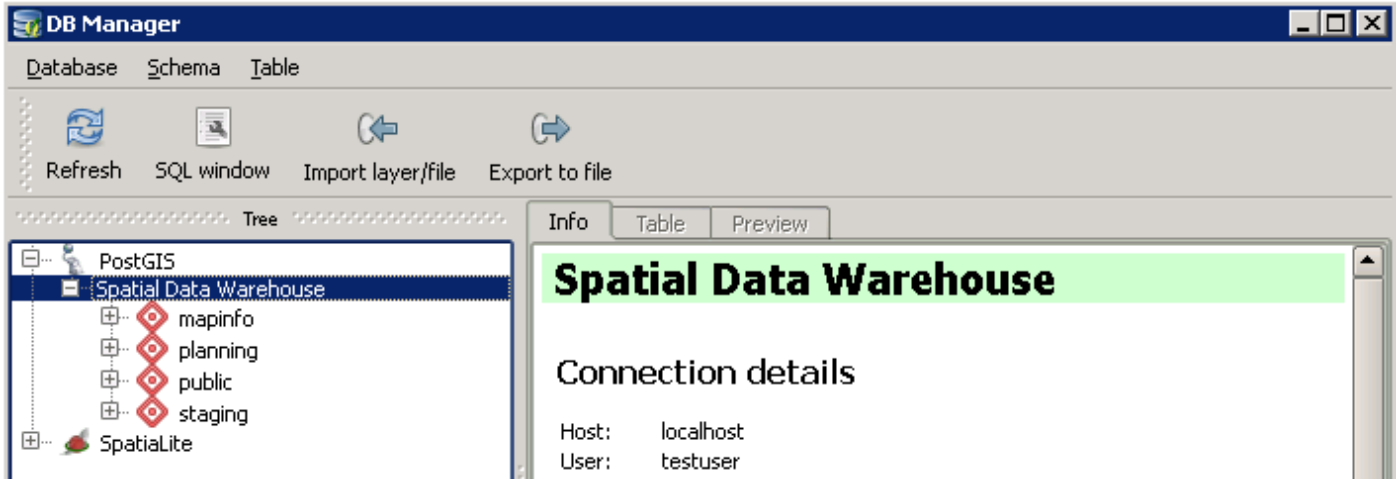 DB Manager
Database Schema Table
Refresh SQL window Import layer/file Export to file
Tree
Info Table Preview
PostGIS
Spatial Data Warehouse
mapinfo
planning
public
staging
SpatiaLite
Spatial Data Warehouse
Connection details
Host: localhost
User: testuser